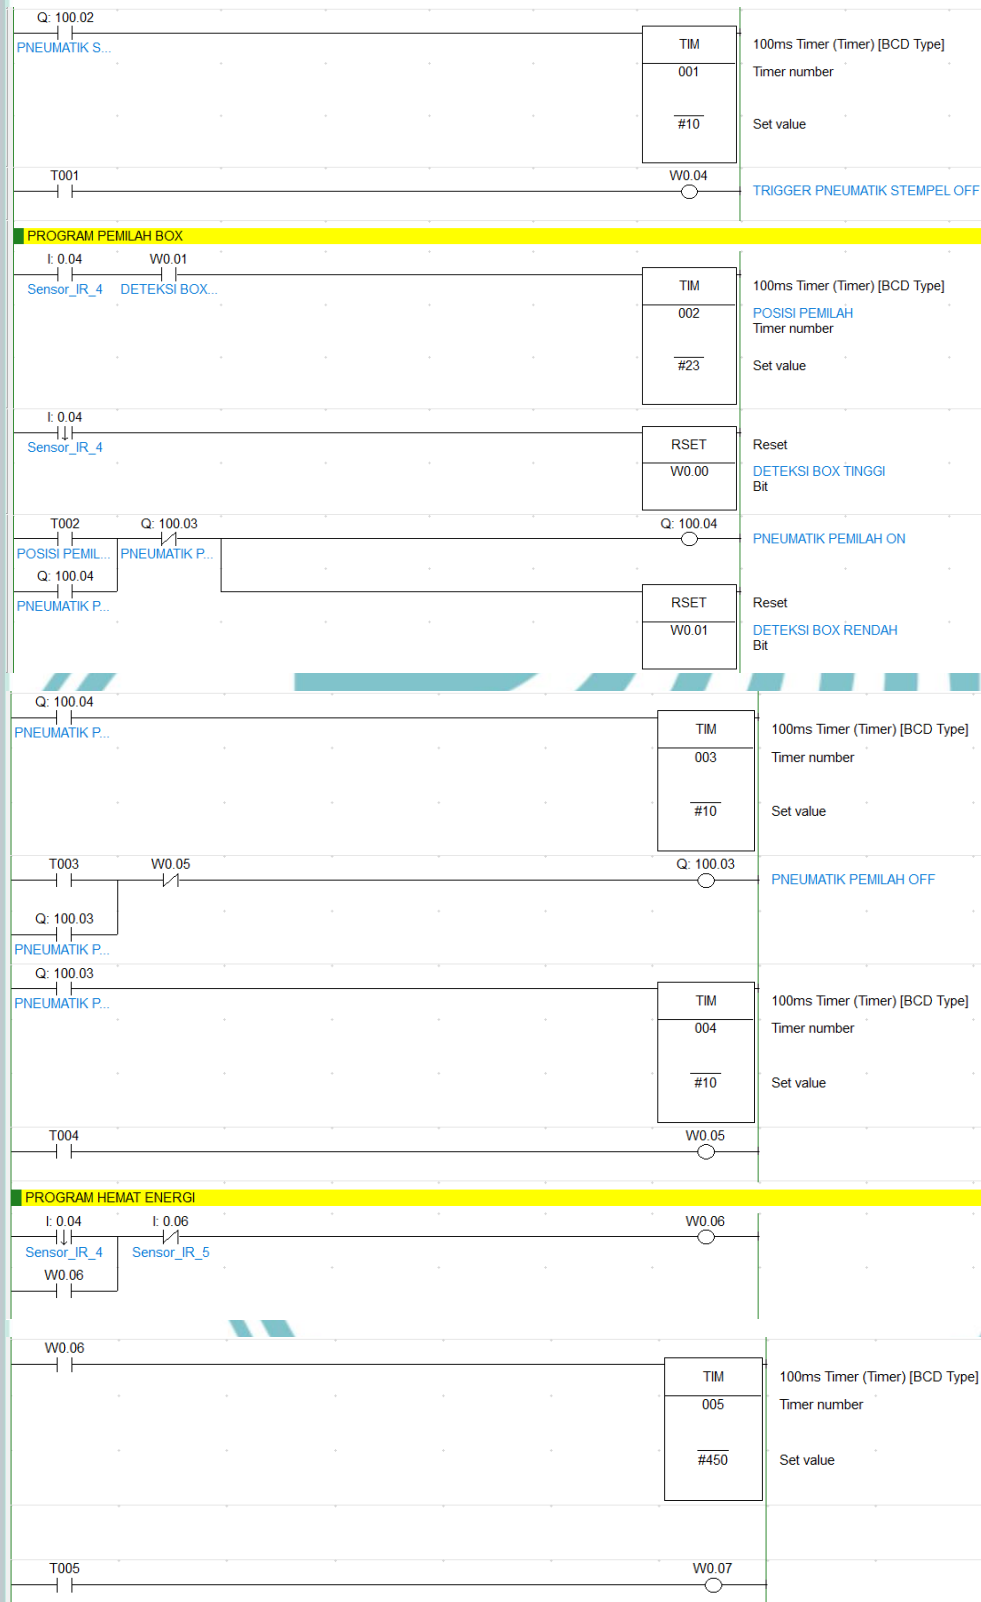 Q: 100.02
PNEUMATIK S...
TIM
100ms Timer (Timer) [BCD Type]
001
Timer number
#10
Set value
T001
W0.04
TRIGGER PNEUMATIK STEMPEL OFF
PROGRAM PEMILAH BOX
I: 0.04
W0.01
Sensor_IR_4
DETEKSI BOX...
TIM
100ms Timer (Timer) [BCD Type]
002
POSISI PEMILAH
Timer number
#23
Set value
I: 0.04
Sensor_IR_4
RSET
Reset
W0.00
DETEKSI BOX TINGGI
Bit
T002
Q: 100.03
Q: 100.04
PNEUMATIK PEMILAH ON
POSISI PEMIL...
PNEUMATIK P...
Q: 100.04
PNEUMATIK P...
RSET
Reset
W0.01
DETEKSI BOX RENDAH
Bit
Q: 100.04
PNEUMATIK P...
TIM
100ms Timer (Timer) [BCD Type]
003
Timer number
#10
Set value
T003
W0.05
Q: 100.03
PNEUMATIK PEMILAH OFF
Q: 100.03
PNEUMATIK P...
Q: 100.03
PNEUMATIK P...
TIM
100ms Timer (Timer) [BCD Type]
004
Timer number
#10
Set value
T004
W0.05
PROGRAM HEMAT ENERGI
I: 0.04
I: 0.06
W0.06
Sensor_IR_4
Sensor_IR_5
W0.06
W0.06
TIM
100ms Timer (Timer) [BCD Type]
005
Timer number
#450
Set value
T005
W0.07